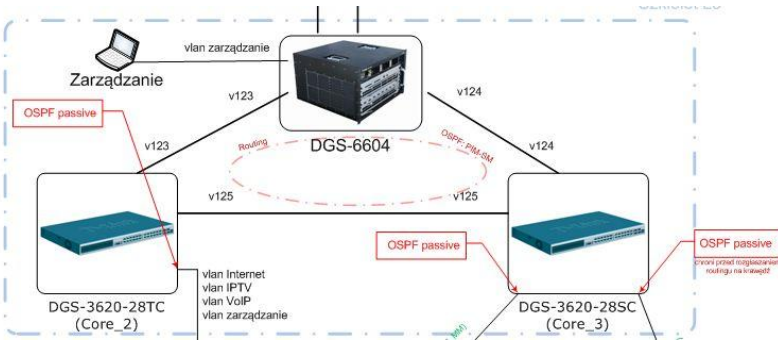 vlan zarządzanie
Zarządzanie
v123
v124
OSPF passive
DGS-6604
v123
Routing
OSPF: PIM-SM
v124
v125
v125
OSPF passive
OSPF passive
chroni przed rozgłaszaniem
routingu na krawędź
vlan Internet
vlan IPTV
vlan VoIP
vlan zarządzanie
DGS-3620-28TC
(Core_2)
DGS-3620-28SC
(Core_3)